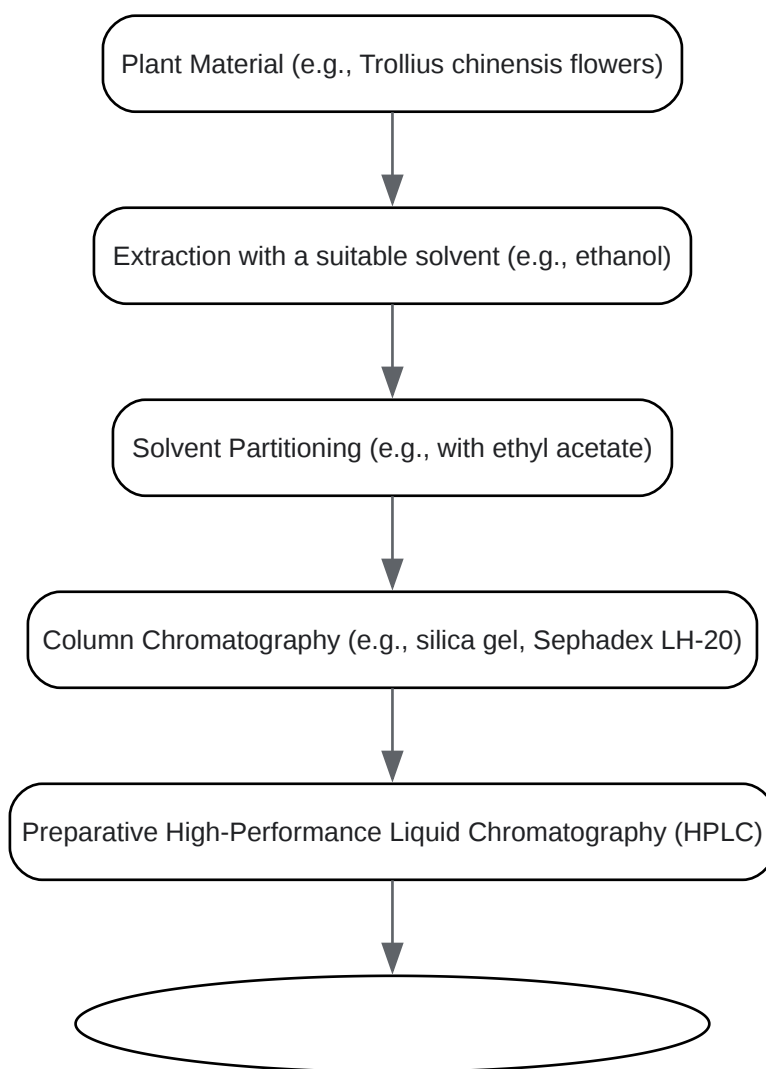 Plant Material (e.g., Trollius chinensis flowers)
Extraction with a suitable solvent (e.g., ethanol)
Solvent Partitioning (e.g., with ethyl acetate)
Column Chromatography (e.g., silica gel, Sephadex LH-20)
Preparative High-Performance Liquid Chromatography (HPLC)